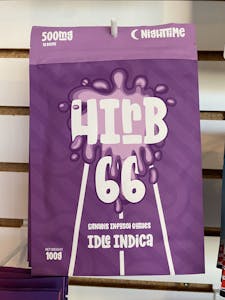 500mg
NIGHTTIME
HIrB
66
CANNABIS INFUSED GUMMIES
IDLE INDICA
NET WEIGHT
100g